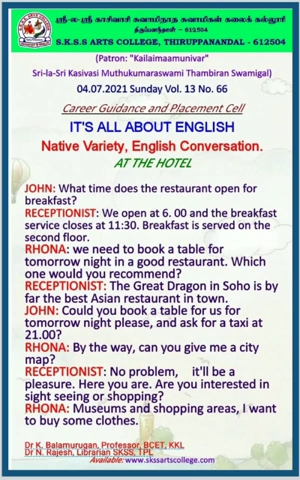 ஸ்ரீ-ல-ஸ்ரீ காசிவாசி சுவாமிநாத சுவாமிகள் கலைக் கல்லூரி
திருப்பனந்தாள் – 612504
S.K.S.S ARTS COLLEGE, THIRUPPANANDAL - 612504
(Patron: "Kailaimaamunivar"
Sri-la-Sri Kasivasi Muthukumaraswami Thambiran Swamigal)
04.07.2021 Sunday Vol. 13 No. 66
Career Guidance and Placement Cell
IT'S ALL ABOUT ENGLISH
Native Variety, English Conversation.
AT THE HOTEL
JOHN: What time does the restaurant open for
breakfast?
RECEPTIONIST: We open at 6. 00 and the breakfast
service closes at 11:30. Breakfast is served on the
second floor.
RHONA: we need to book a table for
tomorrow night in a good restaurant. Which
one would you recommend?
RECEPTIONIST: The Great Dragon in Soho is by
far the best Asian restaurant in town.
JOHN: Could you book a table for us for
tomorrow night please, and ask for a taxi at
21.00?
RHONA: By the way, can you give me a city
map?
RECEPTIONIST: No problem, it'll be a
pleasure. Here you are. Are you interested in
sight seeing or shopping?
RHONA: Museums and shopping areas, I want
to buy some clothes.
Dr K. Balamurugan, Professor, BCET, KKL
Dr N. Rajesh, Librarian SKSS, TPL
Available: www.skssartscollege.com